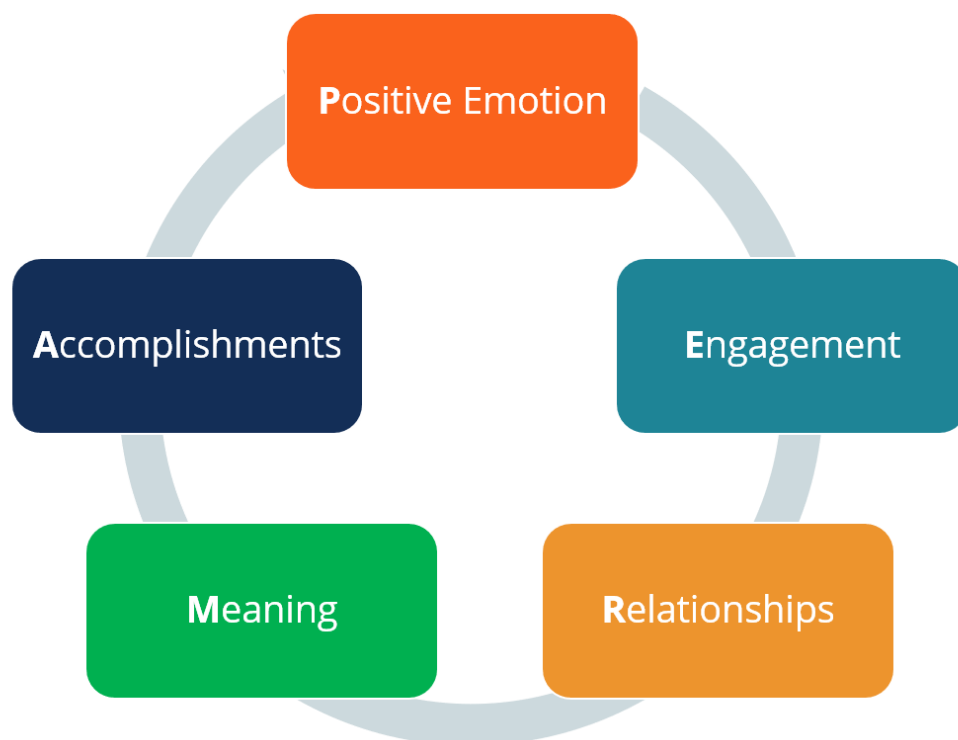 Positive Emotion
Engagement
Relationships
Meaning
Accomplishments